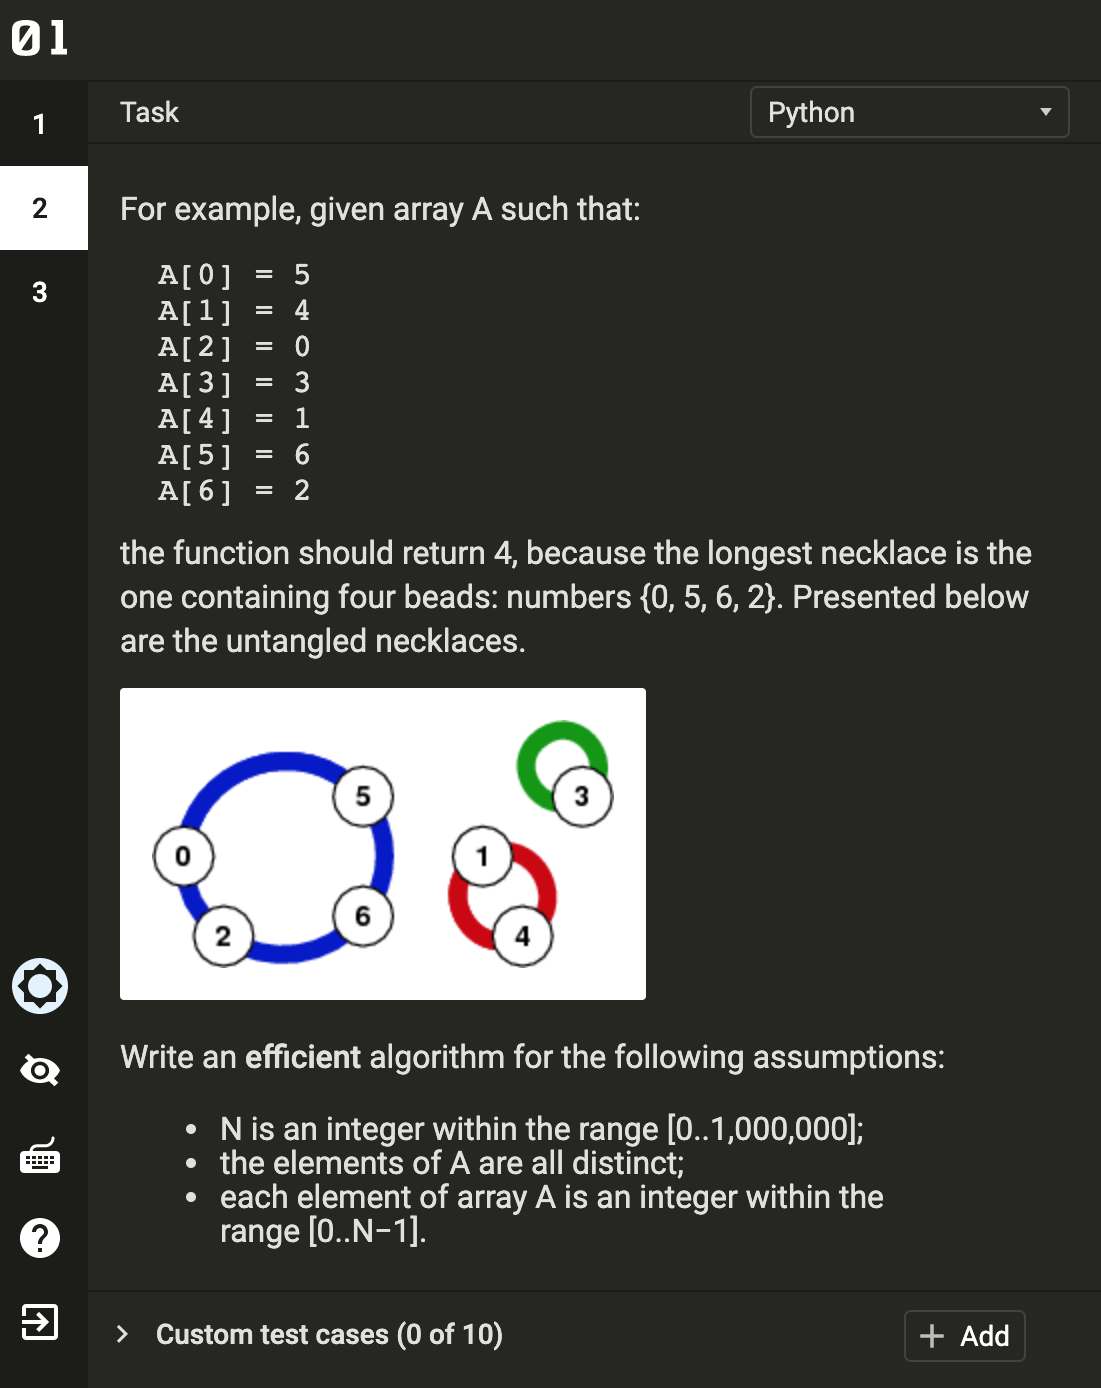 01
1
2
3
Task
Python
For example, given array A such that:
A[0] = 5
A[1] = 4
A[2] = 0
A[3] = 3
A[4] = 1
A[5] = 6
A[6] = 2
the function should return 4, because the longest necklace is the
one containing four beads: numbers {0, 5, 6, 2}. Presented below
are the untangled necklaces.
5
3
0
1
6
2
4
Write an efficient algorithm for the following assumptions:
• N is an integer within the range [0..1,000,000];
• the elements of A are all distinct;
• each element of array A is an integer within the
range [0..N−1].
?
Custom test cases (0 of 10)
+ Add